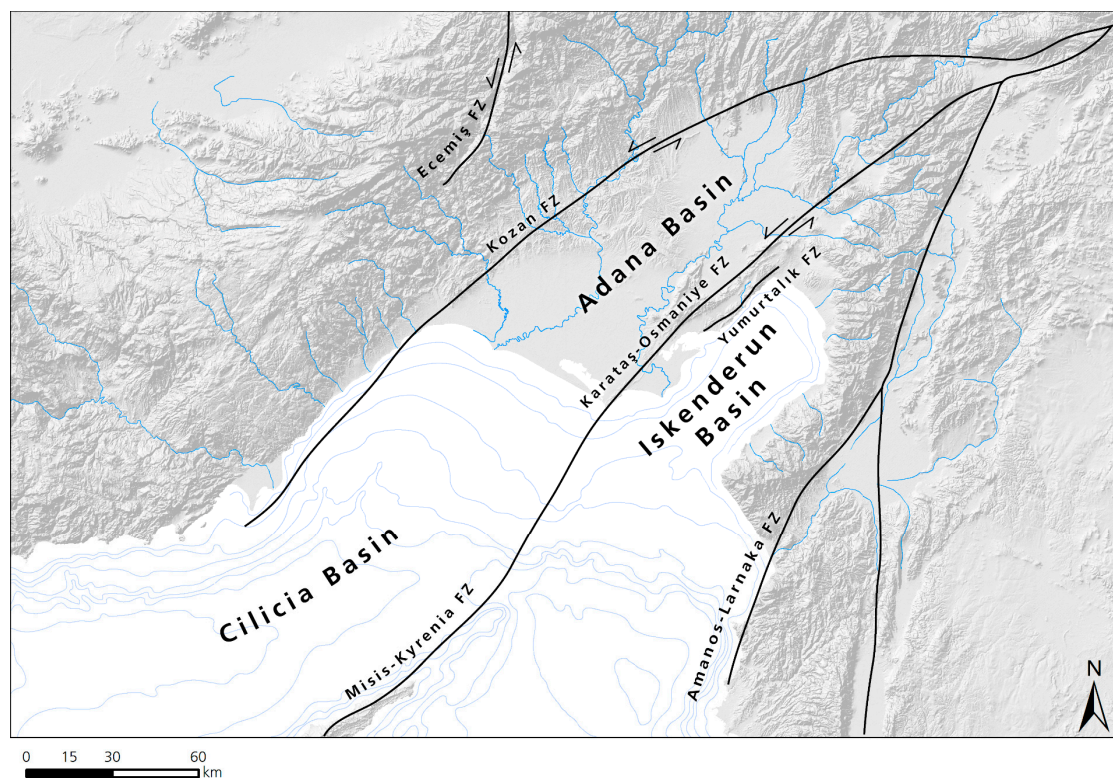 Ecemiş FZ
Kozan FZ
Adana Basin
Karataş-Osmaniye FZ
Yumurtalık FZ
Iskenderun
Basin
Cilicia Basin
Misis-Kyrenia FZ
Amanos-Larnaka FZ
N
0 15 30 60
km